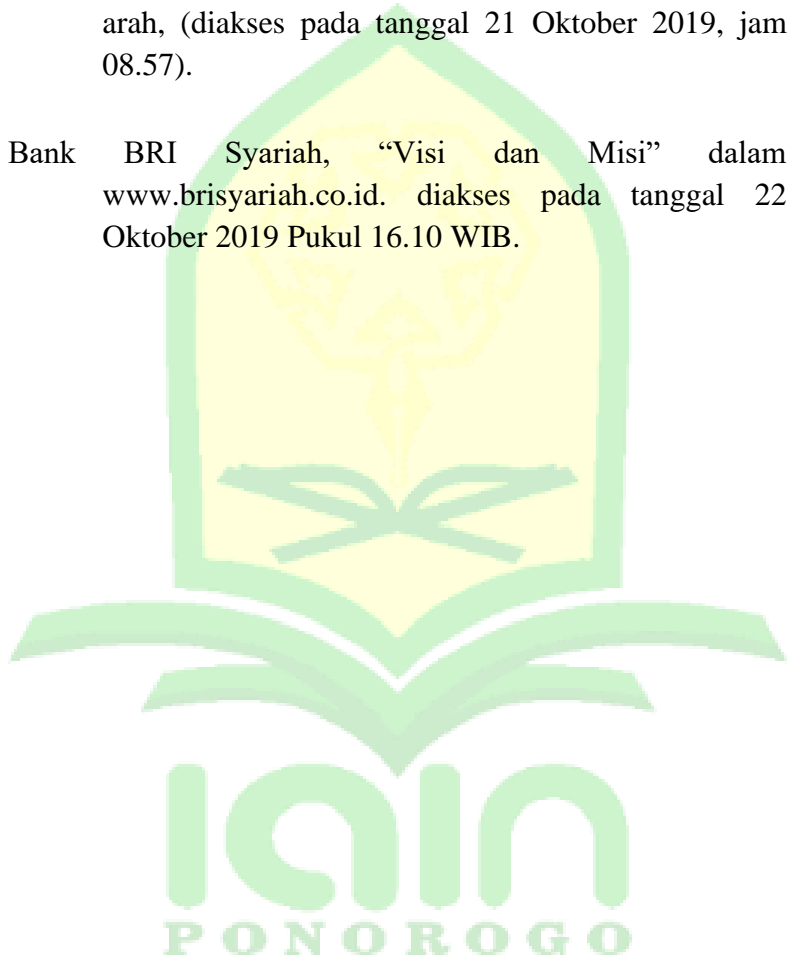 arah, (diakses pada tanggal 21 Oktober 2019, jam
08.57).
Bank BRI Syariah, “Visi dan Misi” dalam
www.brisyariah.co.id. diakses pada tanggal 22
Oktober 2019 Pukul 16.10 WIB.
iain
PONOROGO